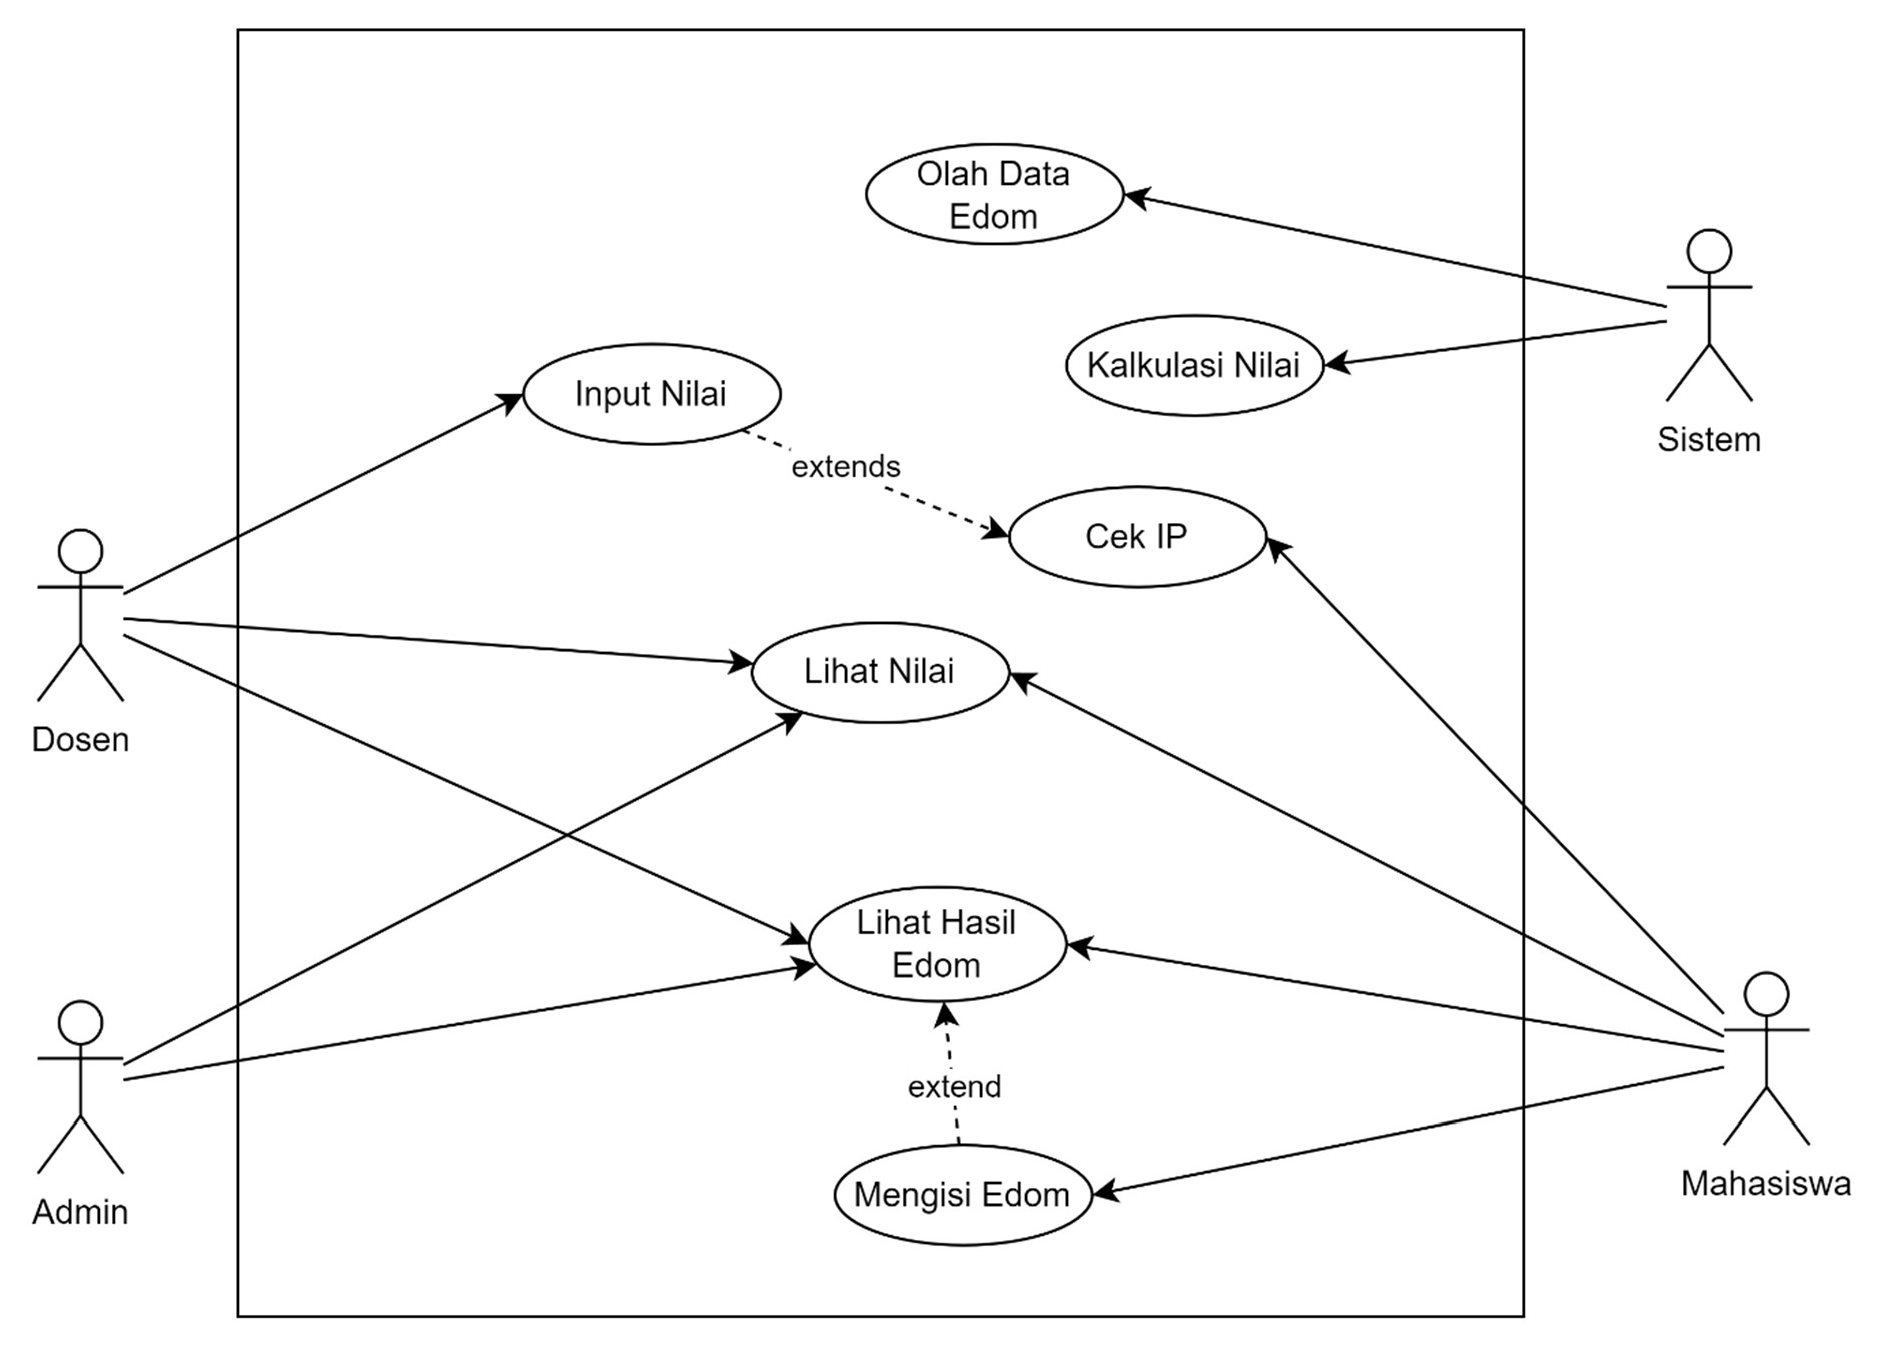 Olah Data
Edom
Sistem
Kalkulasi Nilai
Input Nilai
extends
Cek IP
Dosen
Lihat Nilai
Lihat Hasil
Edom
extend
Mengisi Edom
Admin
Mahasiswa